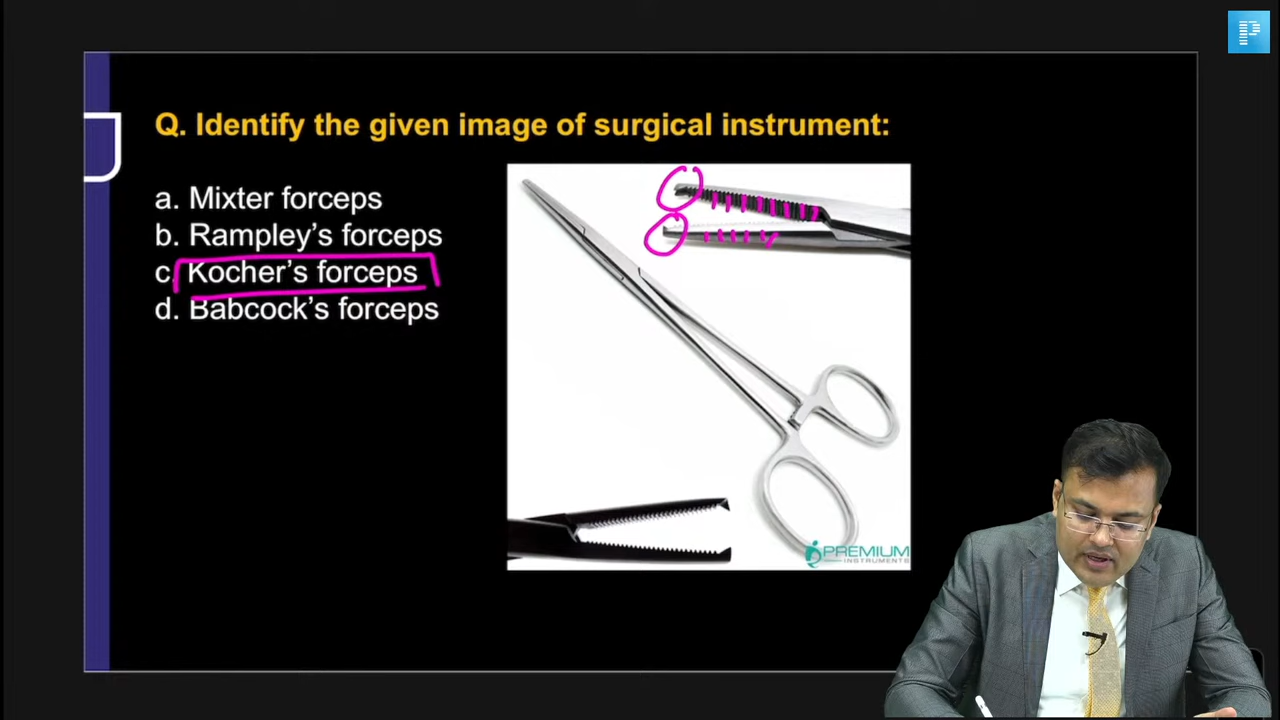 P
Q. Identify the given image of surgical instrument:
a. Mixter forceps
b. Rampley’s forceps
c. Kocher’s forceps
d. Babcock’s forceps
PREMIUM
INSTRUMENTS